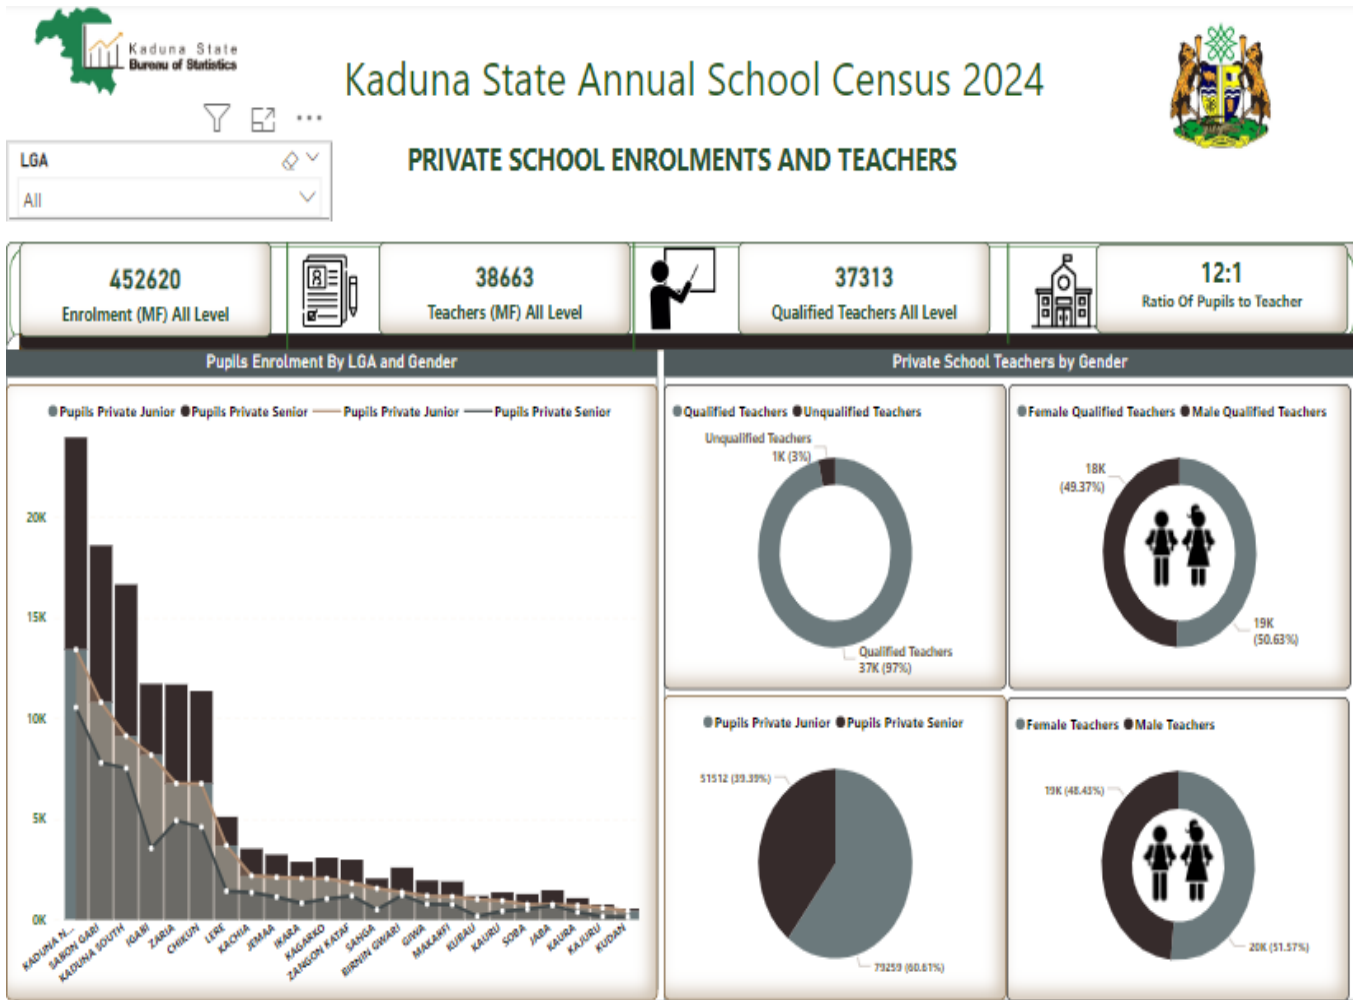 Kaduna State
Bureau of Statistics
Kaduna State Annual School Census 2024
LGA
All
PRIVATE SCHOOL ENROLMENTS AND TEACHERS
452620
Enrolment (MF) All Level
38663
Teachers (MF) All Level
37313
Qualified Teachers All Level
12:1
Ratio Of Pupils to Teacher
Pupils Enrolment By LGA and Gender
Pupils Private Junior Pupils Private Senior Pupils Private Junior Pupils Private Senior
20K
15K
10K
5K
0K
KADUNA N...
SABON GARI
KADUNA SOUTH
IGABI
ZARIA
CHIKUN
LERE
KACHIA
JEMAA
IKARA
KAGARKO
ZANGON KATAF
SANGA
BIRNIN GWARI
GIWA
MAKARFI
KUBAU
KAURU
SOBA
JABA
KAURA
KAJURU
KUDAN
Private School Teachers by Gender
Qualified Teachers Unqualified Teachers
Unqualified Teachers
1K (3%)
Qualified Teachers
37K (97%)
Female Qualified Teachers Male Qualified Teachers
18K
(49.37%)
19K
(50.63%)
Pupils Private Junior Pupils Private Senior
51512 (39.39%)
79259 (60.61%)
Female Teachers Male Teachers
19K (48.43%)
20K (51.57%)